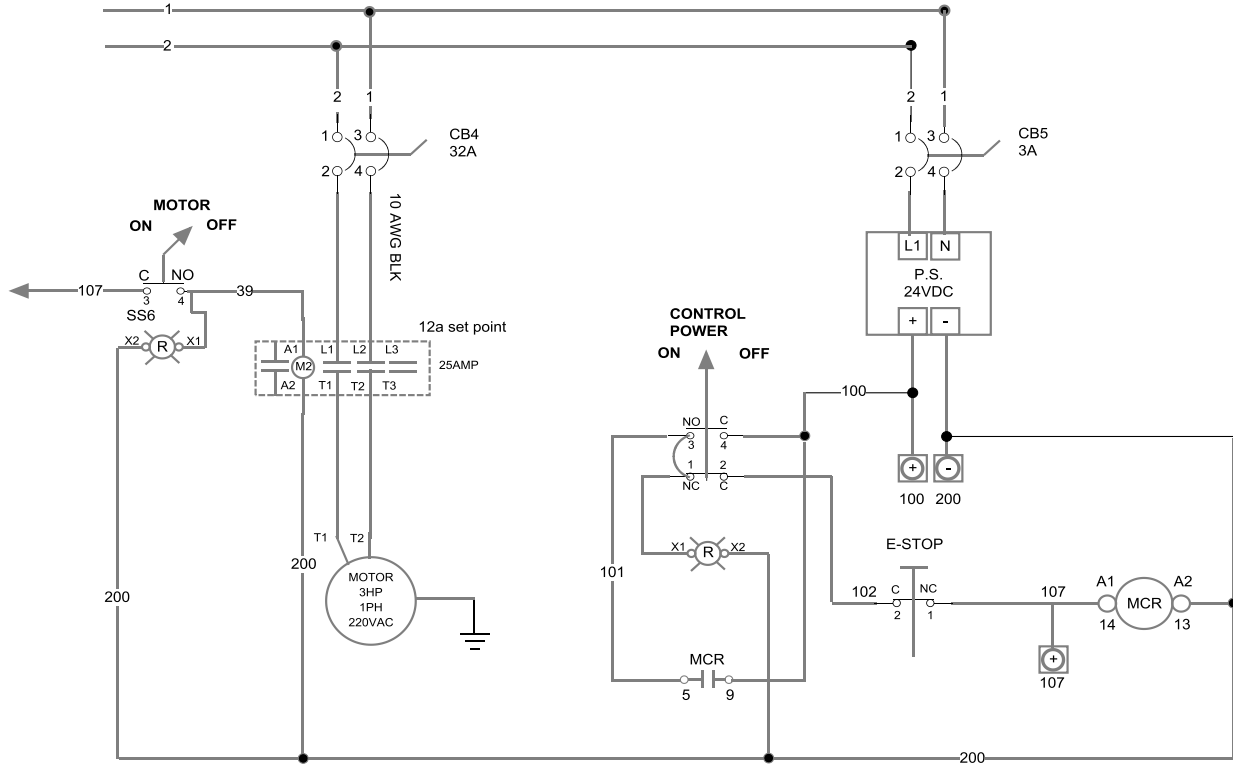 1
2
2
1
2
1
1
3
CB4
32A
2
4
1
3
CB5
3A
2
4
10 AWG BLK
MOTOR
ON
OFF
C
NO
107
3
4
39
SS6
X2
R
X1
L1
N
P.S.
24VDC
+
-
12a set point
A1
L1
L2
L3
M2
25AMP
A2
T1
T2
T3
CONTROL
POWER
ON
OFF
100
NO
C
3
4
1
2
NC
C
+
-
100
200
T1
T2
MOTOR
3HP
1PH
220VAC
200
200
X1
R
X2
101
E-STOP
102
C
NC
2
1
107
A1
A2
MCR
14
13
+
107
MCR
5
9
200